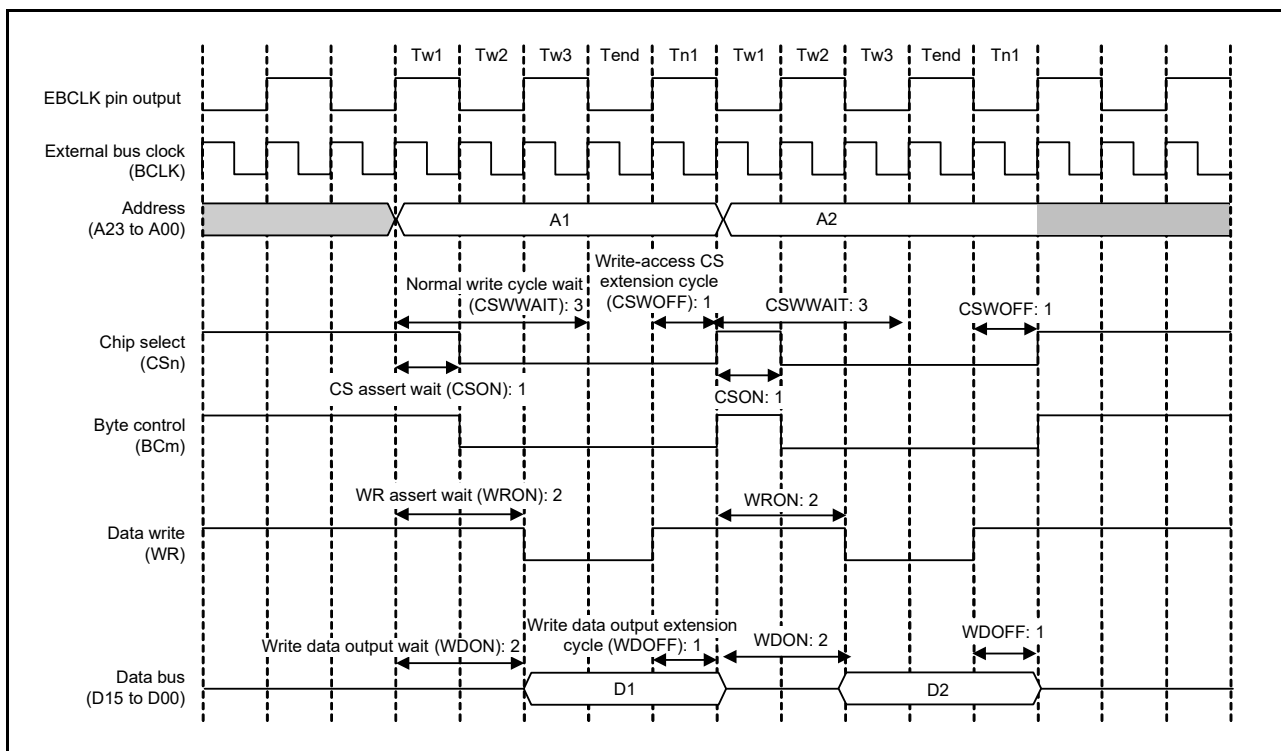 Tw1 Tw2 Tw3 Tend Tn1 Tw1 Tw2 Tw3 Tend Tn1
EBCLK pin output
External bus clock
(BCLK)
Address
(A23 to A00)
A1 A2
Normal write cycle wait
(CSWWAIT): 3
Write-access CS
extension cycle
(CSWOFF): 1
CSWWAIT: 3
CSWOFF: 1
Chip select
(CSn)
CS assert wait (CSON): 1
CSON: 1
Byte control
(BCm)
WR assert wait (WRON): 2
WRON: 2
Data write
(WR)
Write data output wait (WDON): 2
Write data output extension
cycle (WDOFF): 1
WDON: 2
WDOFF: 1
Data bus
(D15 to D00)
D1 D2